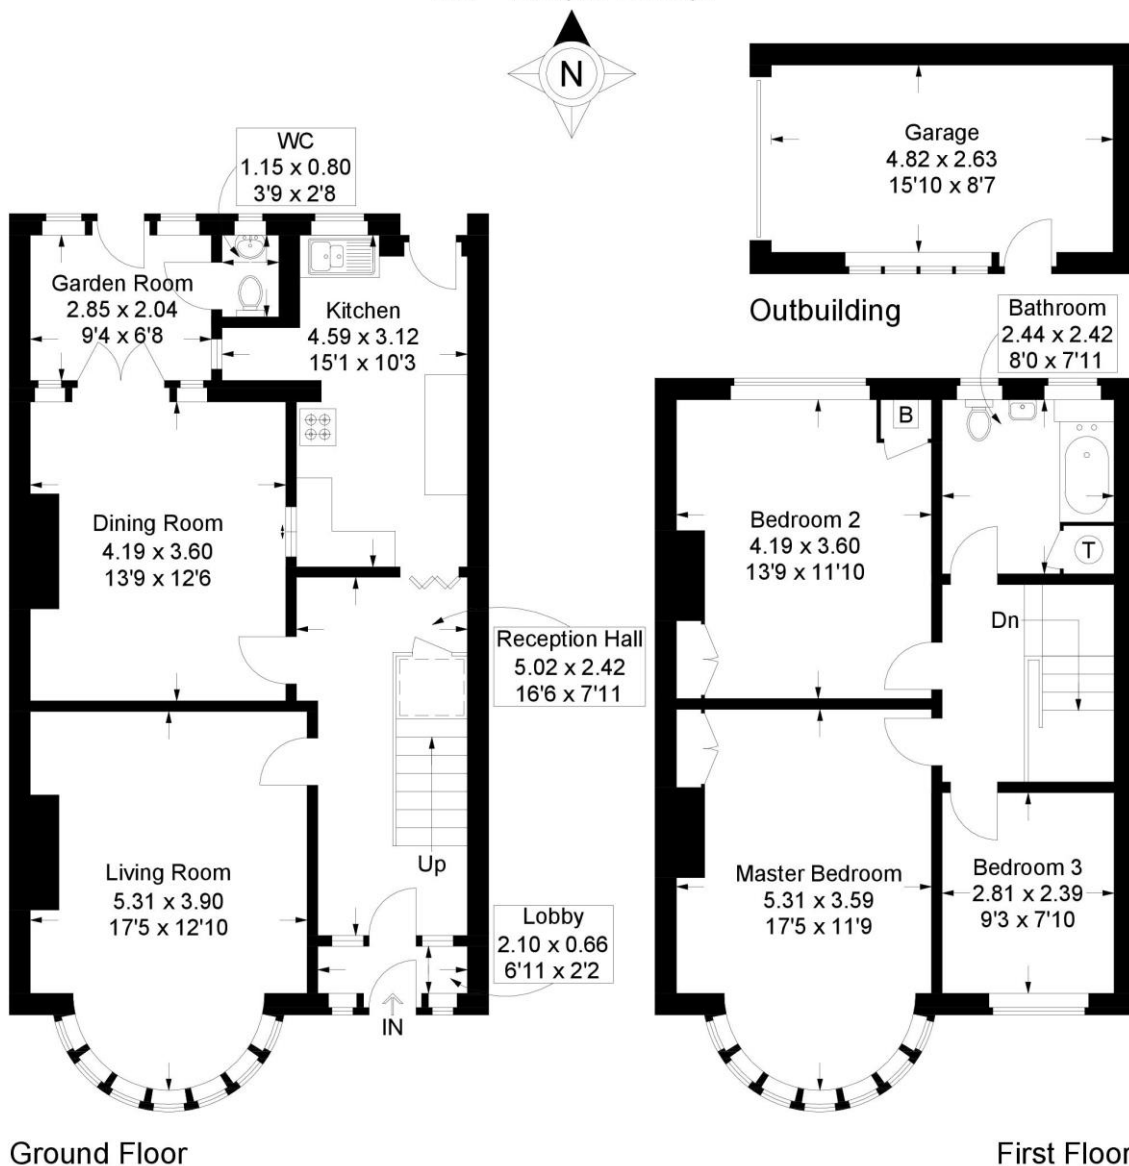 N
WC
1.15 x 0.80
3'9 x 2'8
Garage
4.82 x 2.63
15'10 x 8'7
Outbuilding
Garden Room
2.85 x 2.04
9'4 x 6'8
Kitchen
4.59 x 3.12
15'1 x 10'3
Bathroom
2.44 x 2.42
8'0 x 7'11
B
Dining Room
4.19 x 3.60
13'9 x 12'6
Bedroom 2
4.19 x 3.60
13'9 x 11'10
T
Reception Hall
5.02 x 2.42
16'6 x 7'11
Dn
Up
Living Room
5.31 x 3.90
17'5 x 12'10
Master Bedroom
5.31 x 3.59
17'5 x 11'9
Bedroom 3
2.81 x 2.39
9'3 x 7'10
Lobby
2.10 x 0.66
6'11 x 2'2
IN
Ground Floor
First Floor